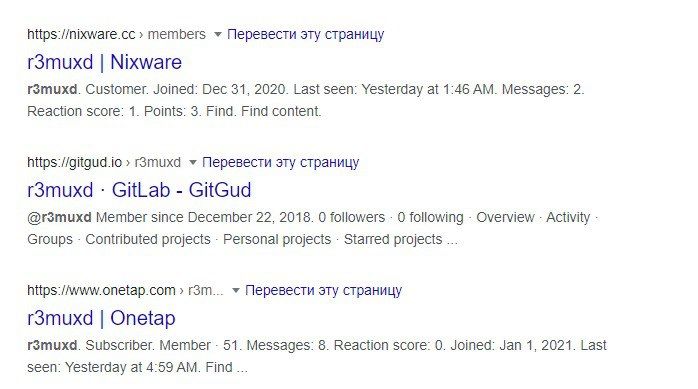 https://nixware.cc › members ▼ Перевести эту страницу
r3muxd | Nixware
r3muxd. Customer. Joined: Dec 31, 2020. Last seen: Yesterday at 1:46 AM. Messages: 2.
Reaction score: 1. Points: 3. Find. Find content.
https://gitgud.io › r3muxd ▼ Перевести эту страницу
r3muxd · GitLab - GitGud
@r3muxd Member since December 22, 2018. 0 followers · 0 following · Overview · Activity ·
Groups · Contributed projects · Personal projects · Starred projects ...
https://www.onetap.com › r3m... ▼ Перевести эту страницу
r3muxd | Onetap
r3muxd. Subscriber. Member · 51. Messages: 8. Reaction score: 0. Joined: Jan 1, 2021. Last
seen: Yesterday at 4:59 AM. Find ...